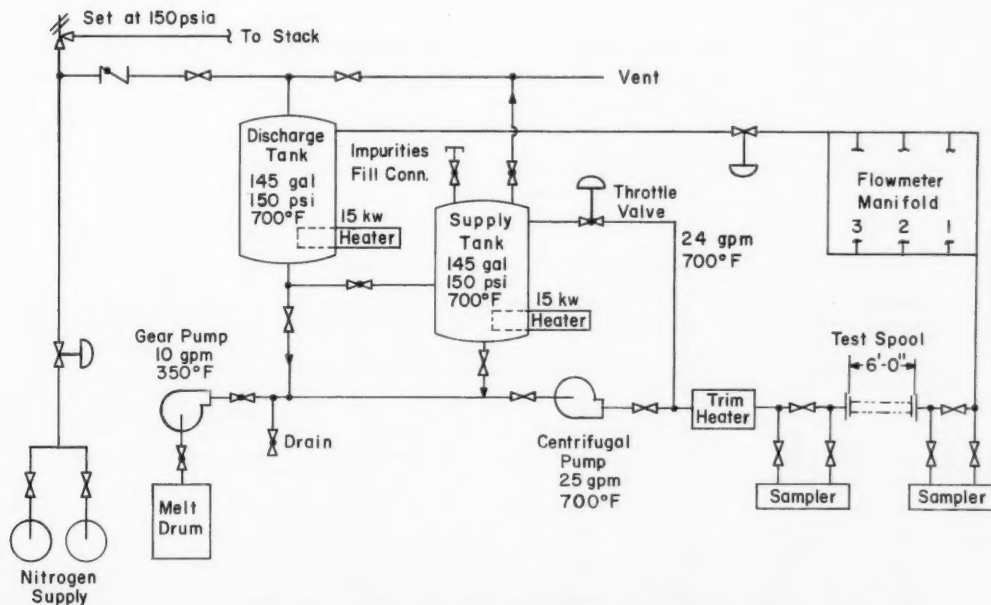 Set at 150psia
To Stack
Vent
Discharge
Tank
145 gal
150 psi
700°F
15 kw
Heater
Impurities
Fill Conn.
Supply
Tank
145 gal
150 psi
700°F
15 kw
Heater
Throttle
Valve
24 gpm
700°F
Flowmeter
Manifold
3 2 1
Gear Pump
10 gpm
350°F
Test Spool
6'-0"
Trim
Heater
Drain
Centrifugal
Pump
25 gpm
700°F
Sampler
Sampler
Melt
Drum
Nitrogen
Supply